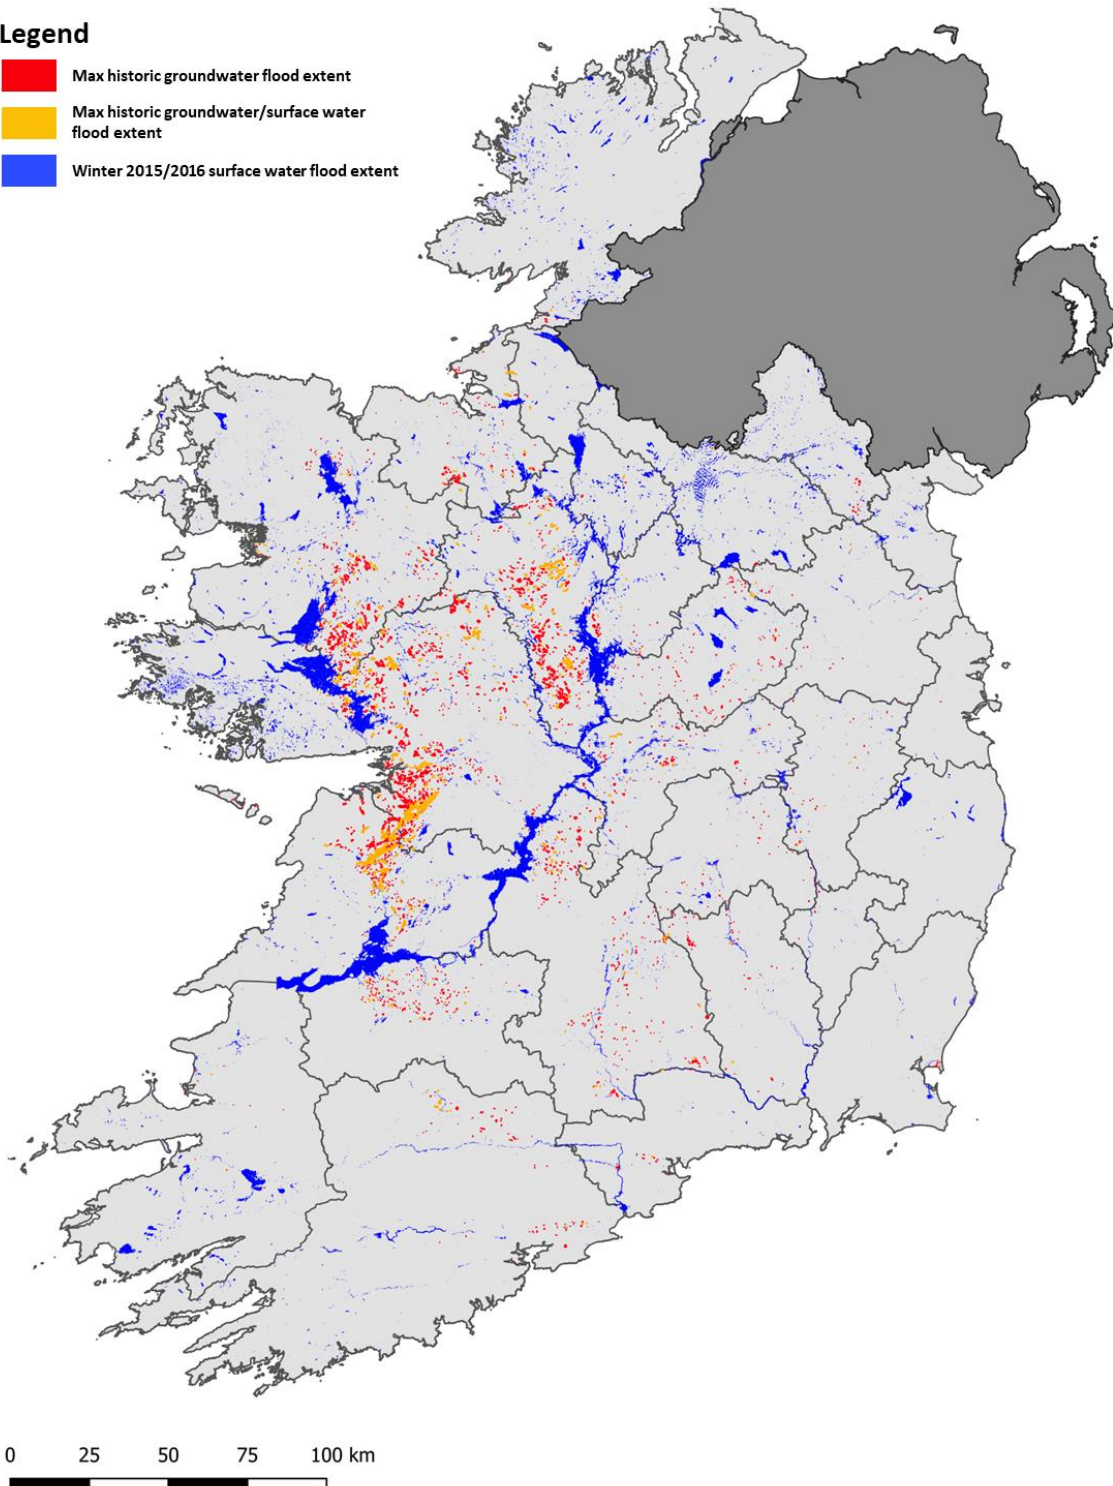 Legend
Max historic groundwater flood extent
Max historic groundwater/surface water
flood extent
Winter 2015/2016 surface water flood extent
0 25 50 75 100 km